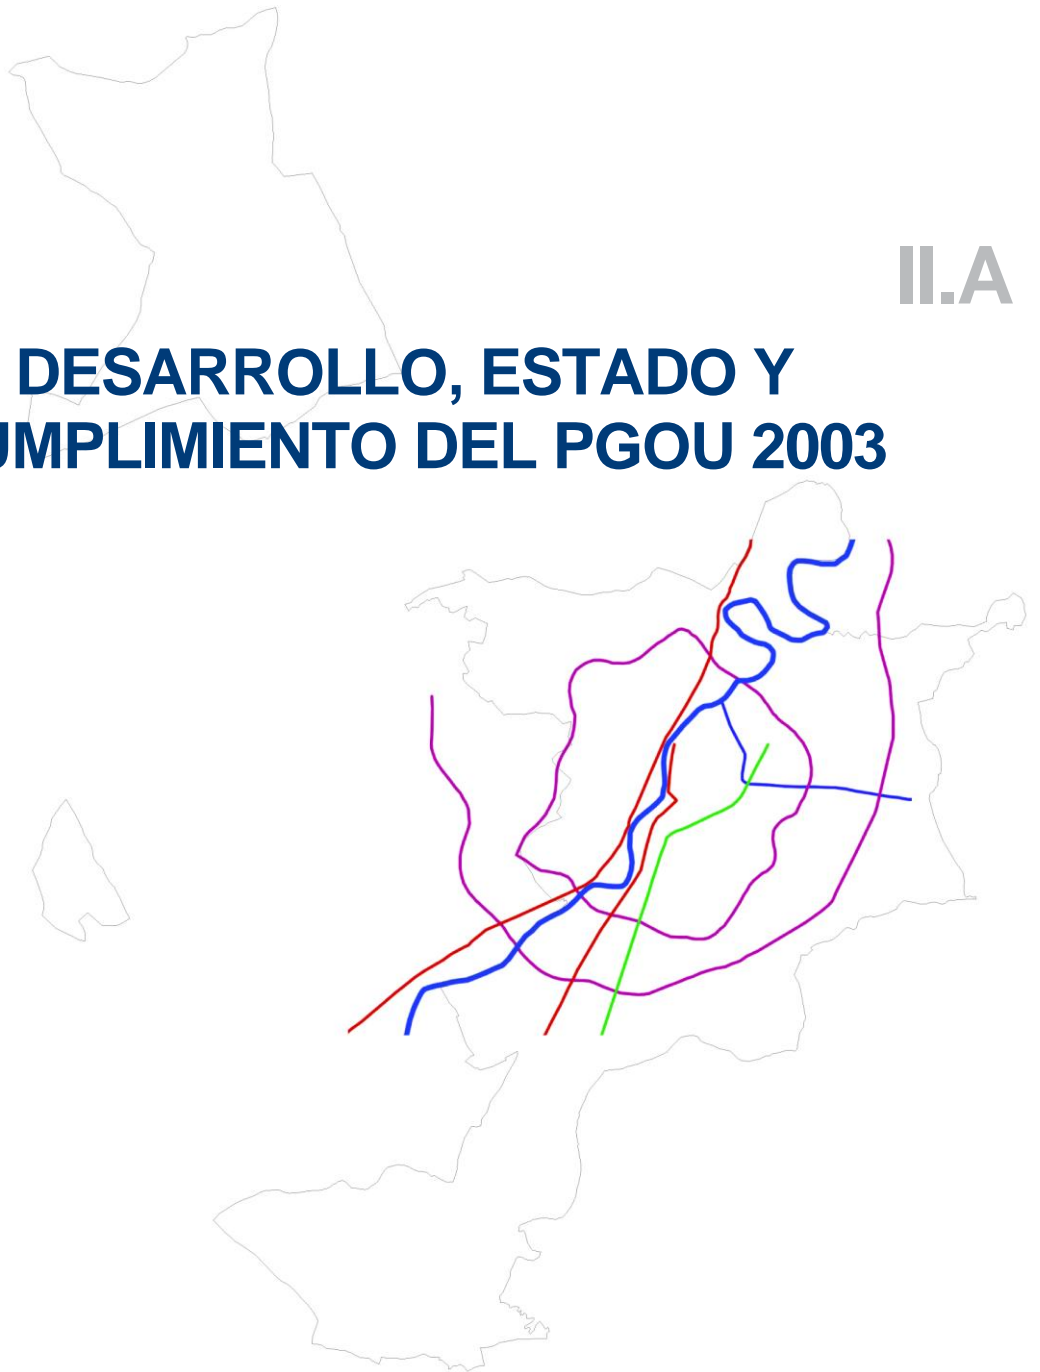 II.A
DESARROLLO, ESTADO Y
UMPLIMIENTO DEL PGOU 2003